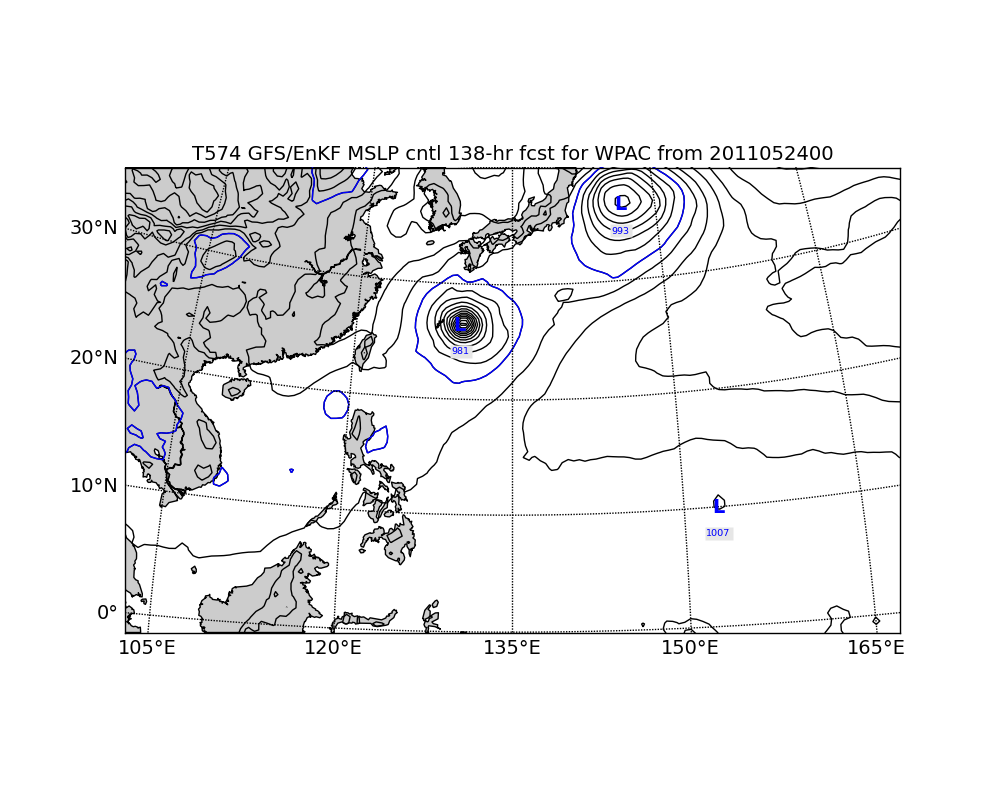 T574 GFS/EnKF MSLP cntl 138-hr fcst for WPAC from 2011052400
L
993
30°N
L
981
20°N
10°N
L
1007
0°
105°E 120°E 135°E 150°E 165°E